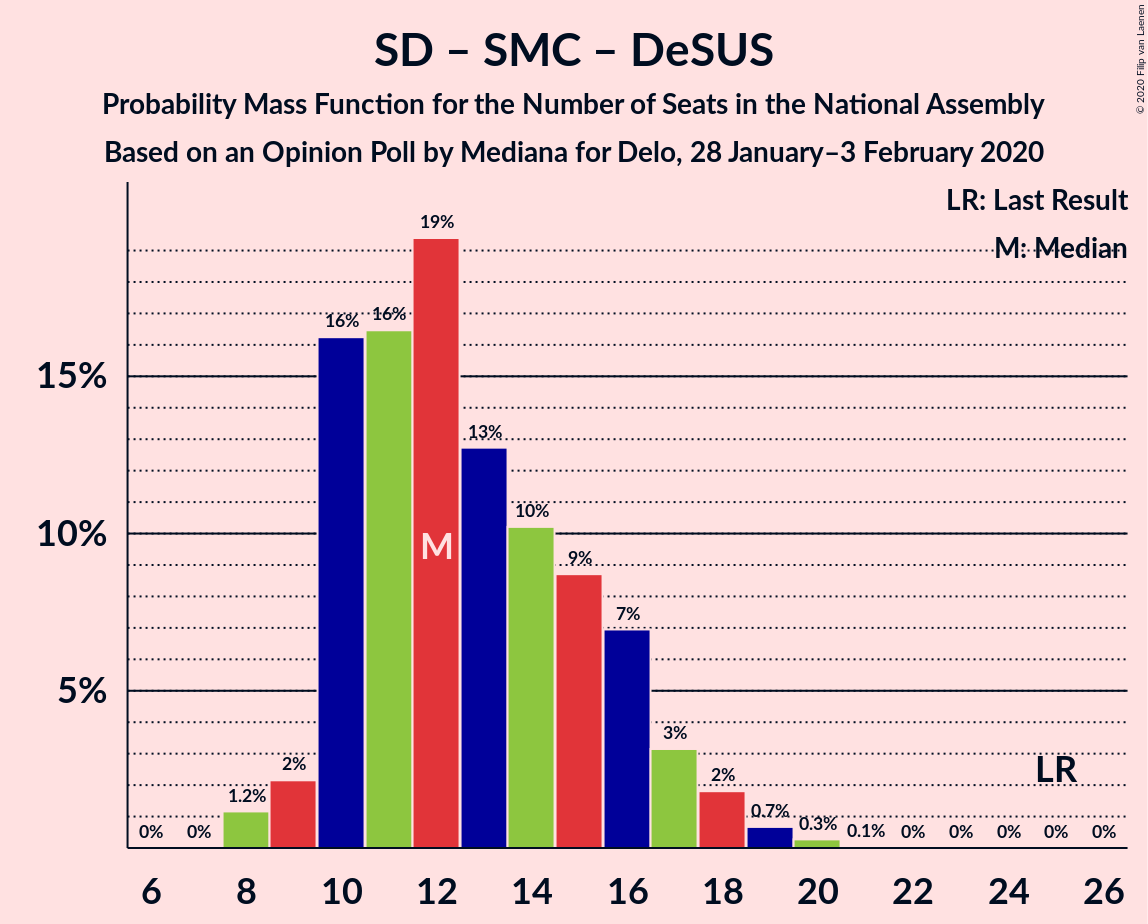 SD – SMC – DeSUS
Probability Mass Function for the Number of Seats in the National Assembly
Based on an Opinion Poll by Mediana for Delo, 28 January–3 February 2020
© 2020 Filip van Laenen
LR: Last Result
M: Median
15%
10%
5%
0%
0%
1.2%
2%
16%
16%
19%
13%
10%
9%
7%
3%
2%
0.7%
0.3%
0.1%
0%
0%
0%
0%
0%
M
LR
6 8 10 12 14 16 18 20 22 24 26